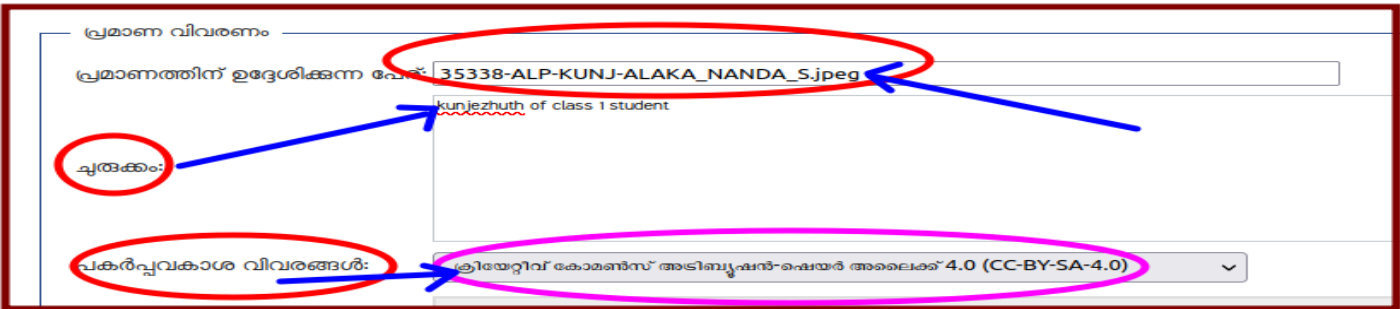 പ്രമാണ വിവരണം
പ്രമാണത്തിന് ഉദ്ദേശിക്കുന്ന പേര്: 35338-ALP-KUNJ-ALAKA_NANDA_S.jpeg
kunjezhuth of class 1 student
ചുരുക്കം:
പകർപ്പവകാശ വിവരങ്ങൾ: ക്രിയേറ്റീവ് കോമൺസ് അട്രിബ്യൂഷൻ-ഷെയർ അലൈക്ക് 4.0 (CC-BY-SA-4.0)